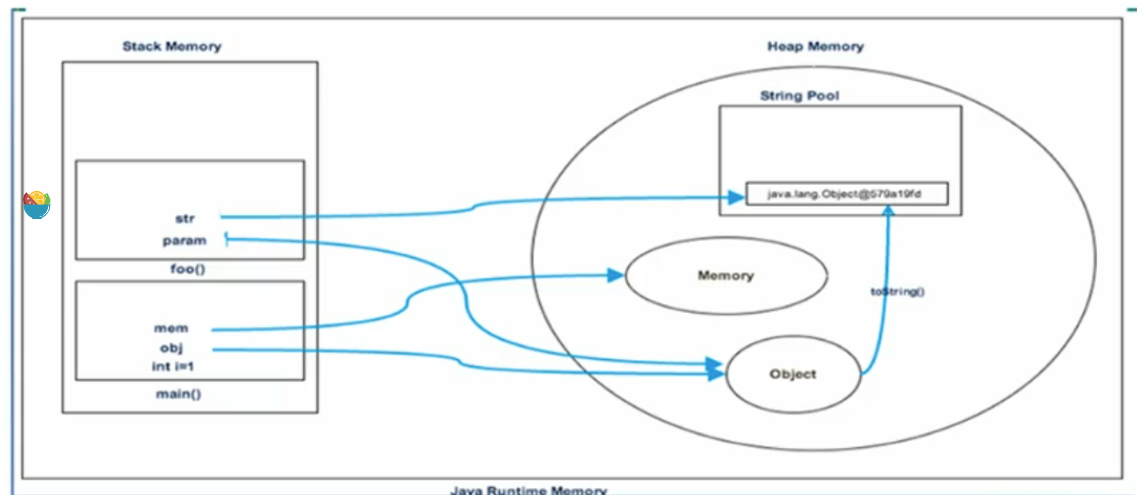 Stack Memory
Heap Memory
String Pool
java.lang.Object@579a19fd
str
param
foo()
Memory
toString()
mem
obj
int i=1
Object
main()
Java Runtime Memory